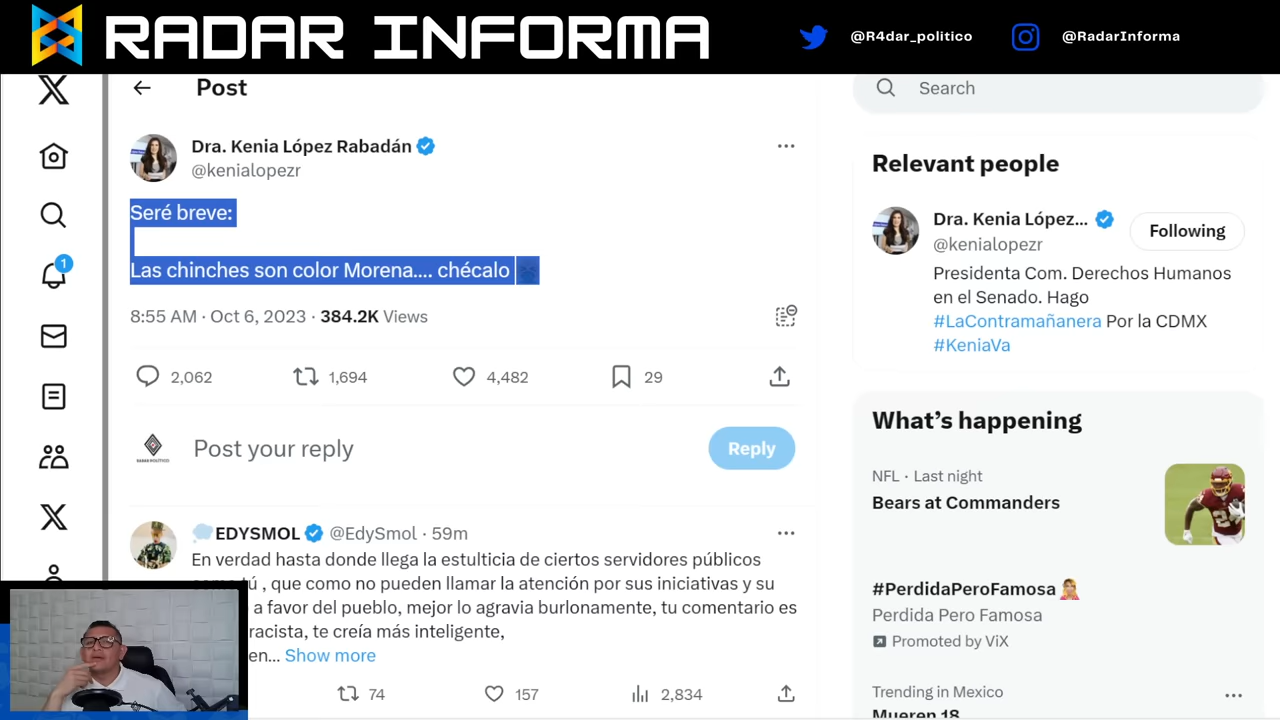 RADAR INFORMA
@R4dar_politico
@RadarInforma
Post
Search
Dra. Kenia López Rabadán
@kenialopezr
Seré breve:
Las chinches son color Morena.... chécalo
8:55 AM · Oct 6, 2023 · 384.2K Views
2,062
1,694
4,482
29
Post your reply
Reply
EDYSMOL @EdySmol · 59m
En verdad hasta donde llega la estulticia de ciertos servidores públicos
tú , que como no pueden llamar la atención por sus iniciativas y su
a favor del pueblo, mejor lo agravia burlonamente, tu comentario es
racista, te creía más inteligente,
en... Show more
74
157
2,834
Relevant people
Dra. Kenia López...
@kenialopezr
Following
Presidenta Com. Derechos Humanos
en el Senado. Hago
#LaContramañanera Por la CDMX
#KeniaVa
What's happening
NFL · Last night
Bears at Commanders
#PerdidaPeroFamosa
Perdida Pero Famosa
Promoted by ViX
Trending in Mexico
Mueren 18
1